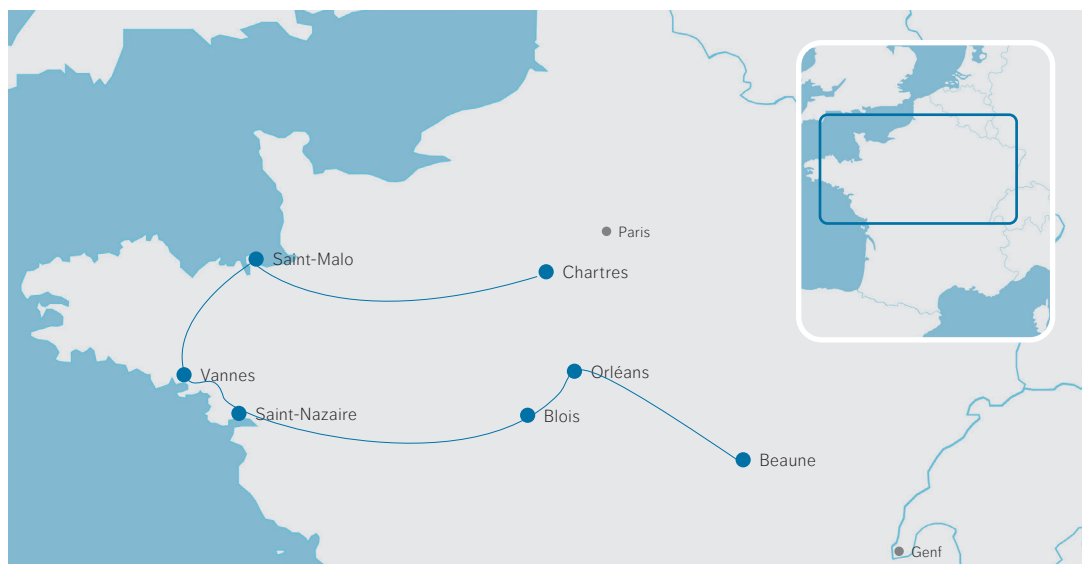 Paris
Saint-Malo
Chartres
Vannes
Orléans
Saint-Nazaire
Blois
Beaune
Genf